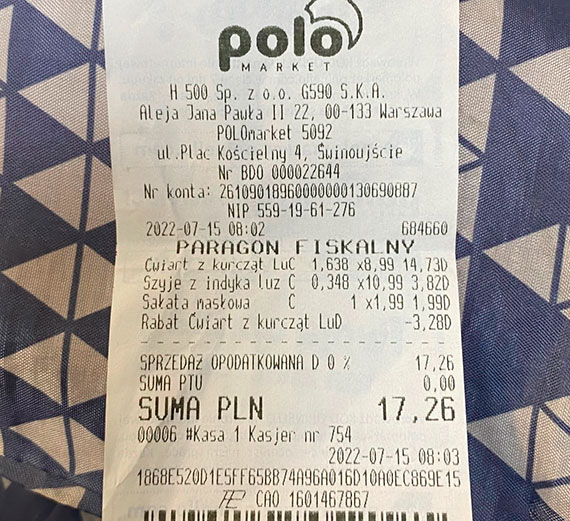 polo
MARKET
H 500 Sp. z o.o. G590 S.K.A.
Aleja Jana Pawła II 22, 00-133 Warszawa
POLOmarket 5092
ul.Plac Kościelny 4, Świnoujście
Nr BDO 000022644
Nr konta: 26109018960000000130690887
NIP 559-19-61-276
2022-07-15 08:02 684660
PARAGON FISKALNY
Ćwiart z kurcząt LuC 1,638 x8,99 14,73D
Szyje z indyka luz C 0,348 x10,99 3,82D
Sałata masłowa C 1 x1,99 1,99D
Rabat Ćwiart z kurcząt LuD -3,28D
SPRZEDAŻ OPODATKOWANA D 0 % 17,26
SUMA PTU 0,00
SUMA PLN 17,26
00006 #Kasa 1 Kasjer nr 754
2022-07-15 08:03
1868E520D1E5FF65BB74A96A016D10A0EC869E15
CAO 1601467867